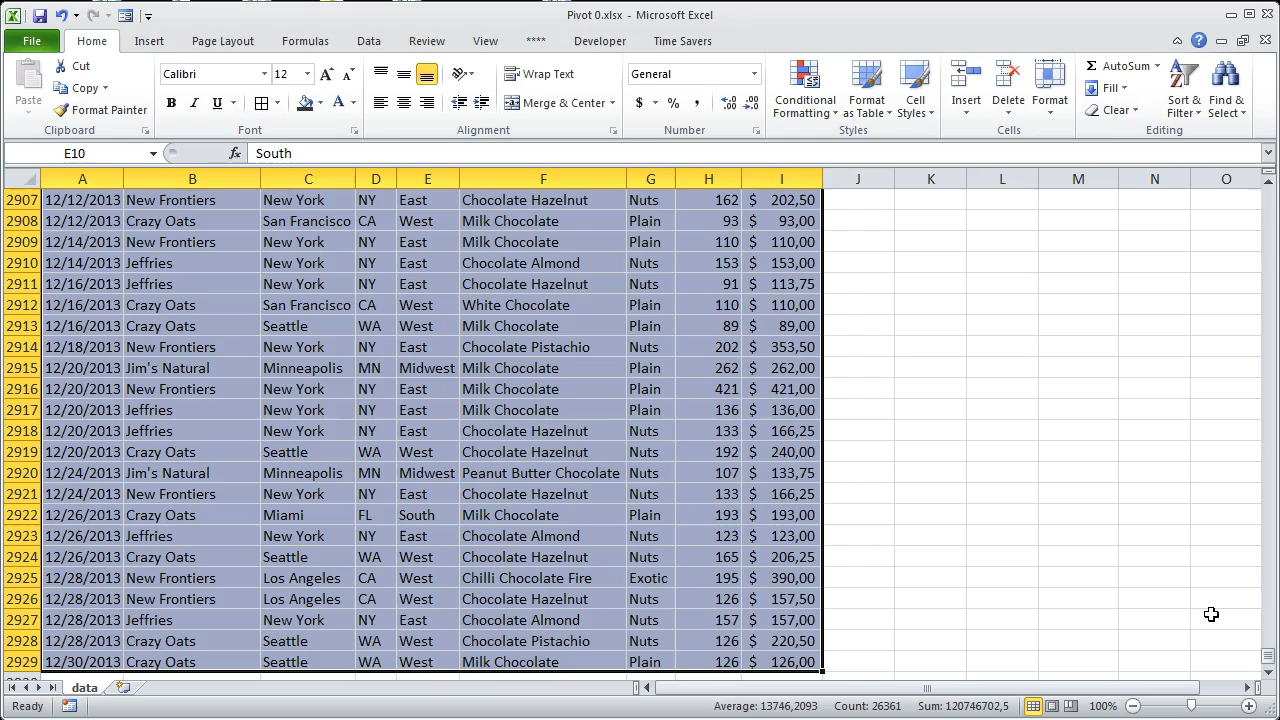 Pivot 0.xlsx - Microsoft Excel
File Home Insert Page Layout Formulas Data Review View **** Developer Time Savers
Paste Cut Copy Format Painter Clipboard
Calibri 12 B I U A Font
Wrap Text Merge & Center Alignment
General $ % , Number
Conditional Formatting Format as Table Cell Styles Styles
Insert Delete Format Cells
Σ AutoSum Fill Clear Sort & Filter Find & Select Editing
E10 fx South
A B C D E F G H I J K L M N O
2907 12/12/2013 New Frontiers New York NY East Chocolate Hazelnut Nuts 162 $ 202,50
2908 12/12/2013 Crazy Oats San Francisco CA West Milk Chocolate Plain 93 $ 93,00
2909 12/14/2013 New Frontiers New York NY East Milk Chocolate Plain 110 $ 110,00
2910 12/14/2013 Jeffries New York NY East Chocolate Almond Nuts 153 $ 153,00
2911 12/16/2013 Jeffries New York NY East Chocolate Hazelnut Nuts 91 $ 113,75
2912 12/16/2013 Crazy Oats San Francisco CA West White Chocolate Plain 110 $ 110,00
2913 12/16/2013 Crazy Oats Seattle WA West Milk Chocolate Plain 89 $ 89,00
2914 12/18/2013 New Frontiers New York NY East Chocolate Pistachio Nuts 202 $ 353,50
2915 12/20/2013 Jim's Natural Minneapolis MN Midwest Milk Chocolate Plain 262 $ 262,00
2916 12/20/2013 New Frontiers New York NY East Milk Chocolate Plain 421 $ 421,00
2917 12/20/2013 Jeffries New York NY East Milk Chocolate Plain 136 $ 136,00
2918 12/20/2013 Jeffries New York NY East Chocolate Hazelnut Nuts 133 $ 166,25
2919 12/20/2013 Crazy Oats Seattle WA West Chocolate Hazelnut Nuts 192 $ 240,00
2920 12/24/2013 Jim's Natural Minneapolis MN Midwest Peanut Butter Chocolate Nuts 107 $ 133,75
2921 12/24/2013 New Frontiers New York NY East Chocolate Hazelnut Nuts 133 $ 166,25
2922 12/26/2013 Crazy Oats Miami FL South Milk Chocolate Plain 193 $ 193,00
2923 12/26/2013 Jeffries New York NY East Chocolate Almond Nuts 123 $ 123,00
2924 12/26/2013 Crazy Oats Seattle WA West Chocolate Hazelnut Nuts 165 $ 206,25
2925 12/28/2013 New Frontiers Los Angeles CA West Chilli Chocolate Fire Exotic 195 $ 390,00
2926 12/28/2013 New Frontiers Los Angeles CA West Chocolate Hazelnut Nuts 126 $ 157,50
2927 12/28/2013 Jeffries New York NY East Chocolate Almond Nuts 157 $ 157,00
2928 12/28/2013 Crazy Oats Seattle WA West Chocolate Pistachio Nuts 126 $ 220,50
2929 12/30/2013 Crazy Oats Seattle WA West Milk Chocolate Plain 126 $ 126,00
data
Ready Average: 13746,2093 Count: 26361 Sum: 120746702,5 100%